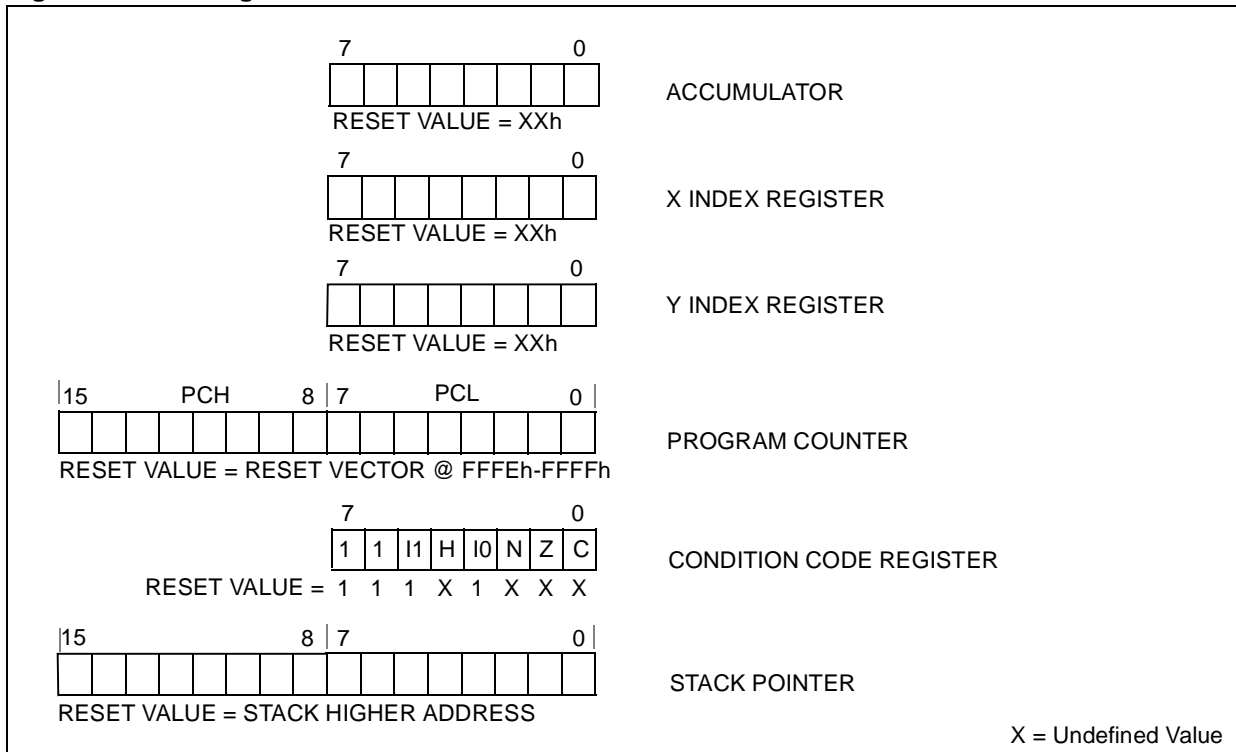 7 0
ACCUMULATOR
RESET VALUE = XXh
7 0
X INDEX REGISTER
RESET VALUE = XXh
7 0
Y INDEX REGISTER
RESET VALUE = XXh
15 PCH 8 7 PCL 0
PROGRAM COUNTER
RESET VALUE = RESET VECTOR @ FFFEh-FFFFh
7 0
1 1 I1 H I0 N Z C
CONDITION CODE REGISTER
RESET VALUE = 1 1 1 X 1 X X X
15 8 7 0
STACK POINTER
RESET VALUE = STACK HIGHER ADDRESS
X = Undefined Value